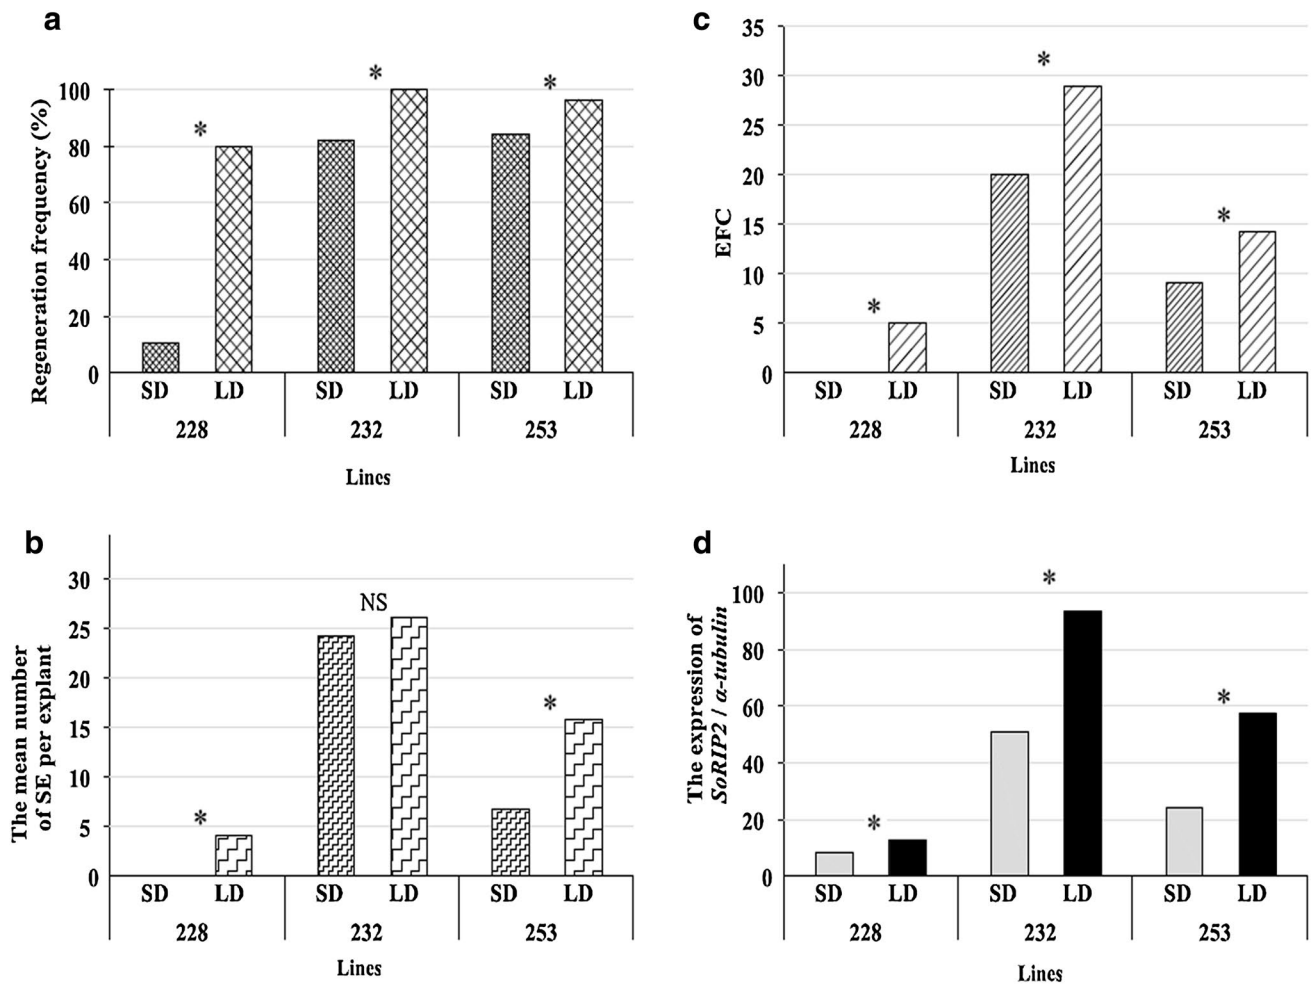 a
Regeneration frequency (%)
100
80
60
40
20
0
*
*
*
SD LD SD LD SD LD
228 232 253
Lines
c
EFC
35
30
25
20
15
10
5
0
*
*
*
SD LD SD LD SD LD
228 232 253
Lines
b
The mean number
of SE per explant
30
25
20
15
10
5
0
*
NS
*
SD LD SD LD SD LD
228 232 253
Lines
d
The expression of
SoRIP2 / α-tubulin
100
80
60
40
20
0
*
*
*
SD LD SD LD SD LD
228 232 253
Lines